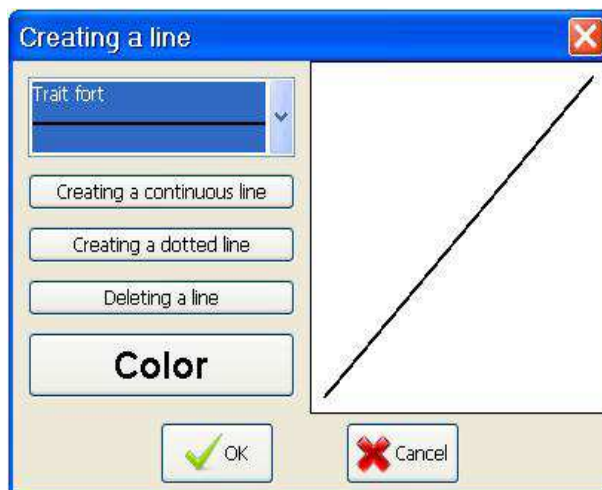 Creating a line
Trait fort
Creating a continuous line
Creating a dotted line
Deleting a line
Color
OK
Cancel